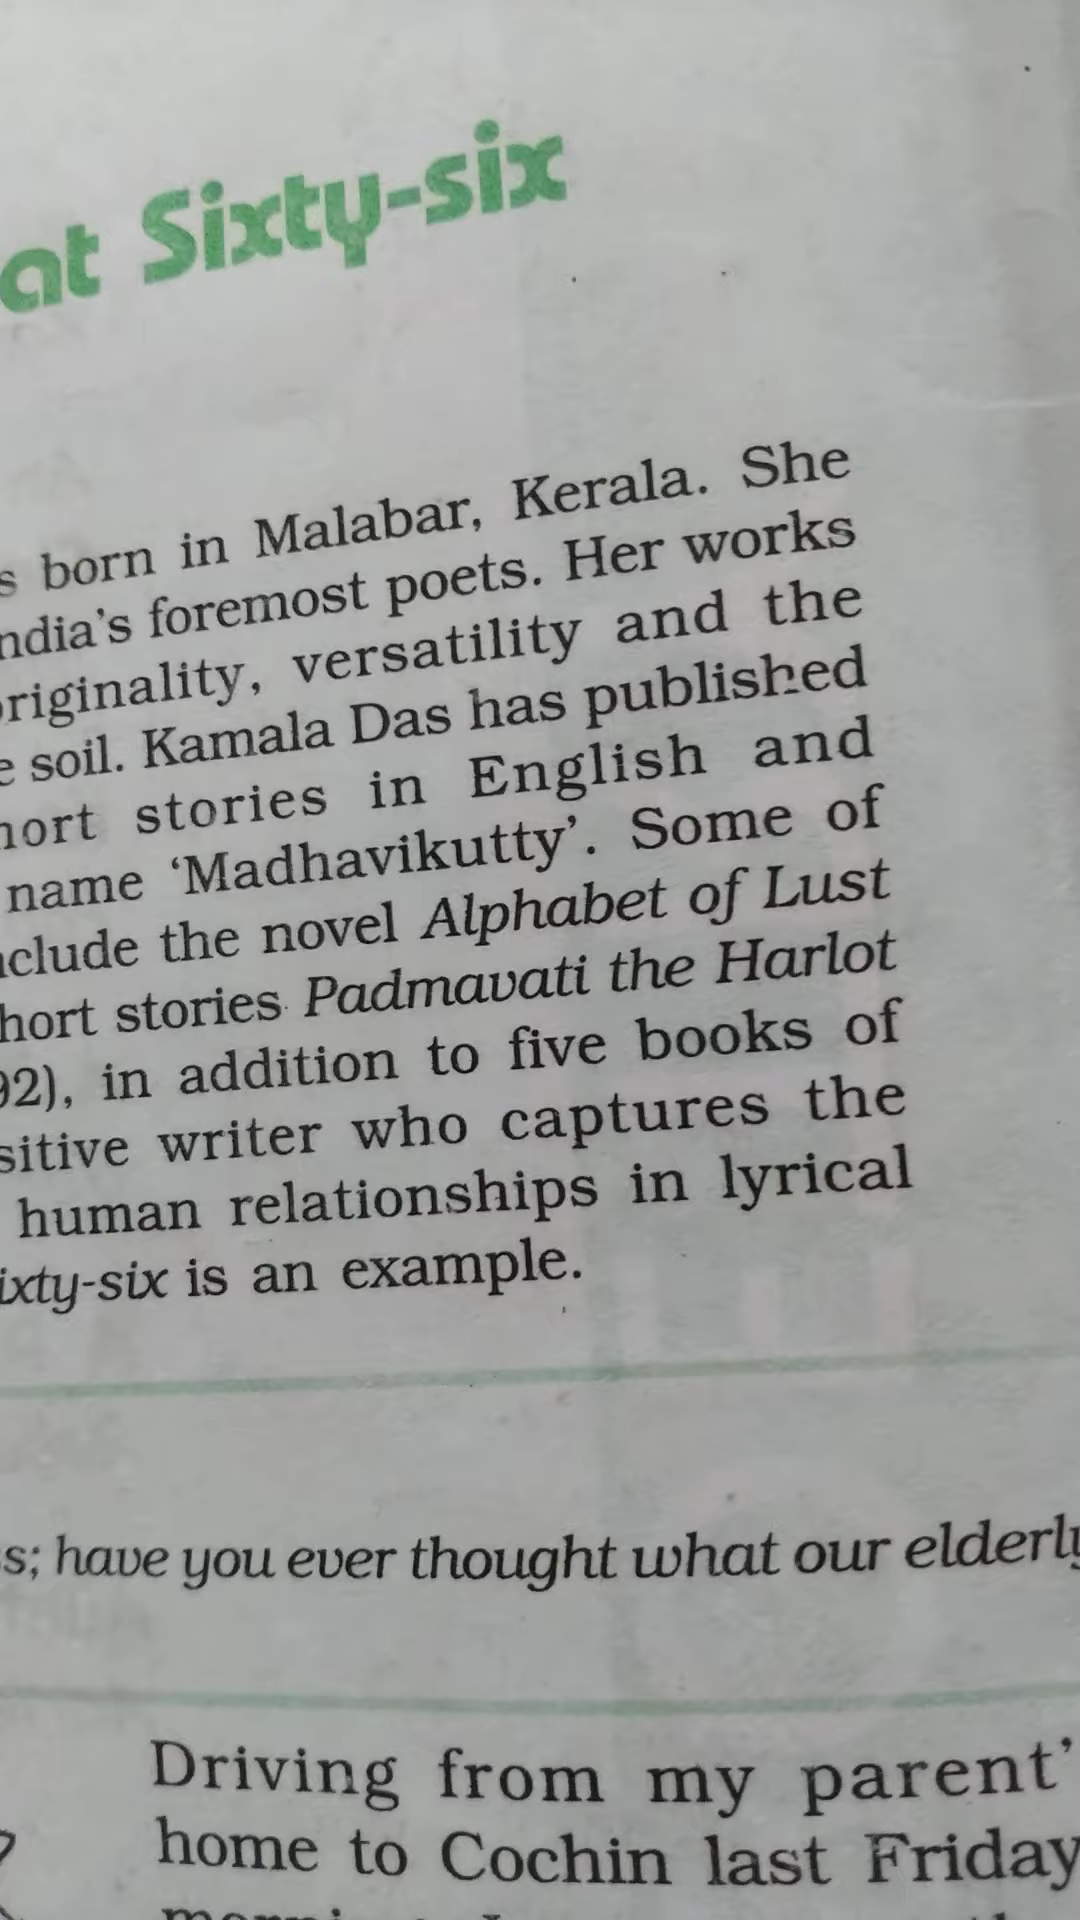 at Sixty-six
s born in Malabar, Kerala. She
ndia's foremost poets. Her works
riginality, versatility and the
e soil. Kamala Das has published
hort stories in English and
name ‘Madhavikutty’. Some of
nclude the novel Alphabet of Lust
hort stories Padmavati the Harlot
92), in addition to five books of
sitive writer who captures the
human relationships in lyrical
ixty-six is an example.
s; have you ever thought what our elderly
Driving from my parent’
home to Cochin last Friday